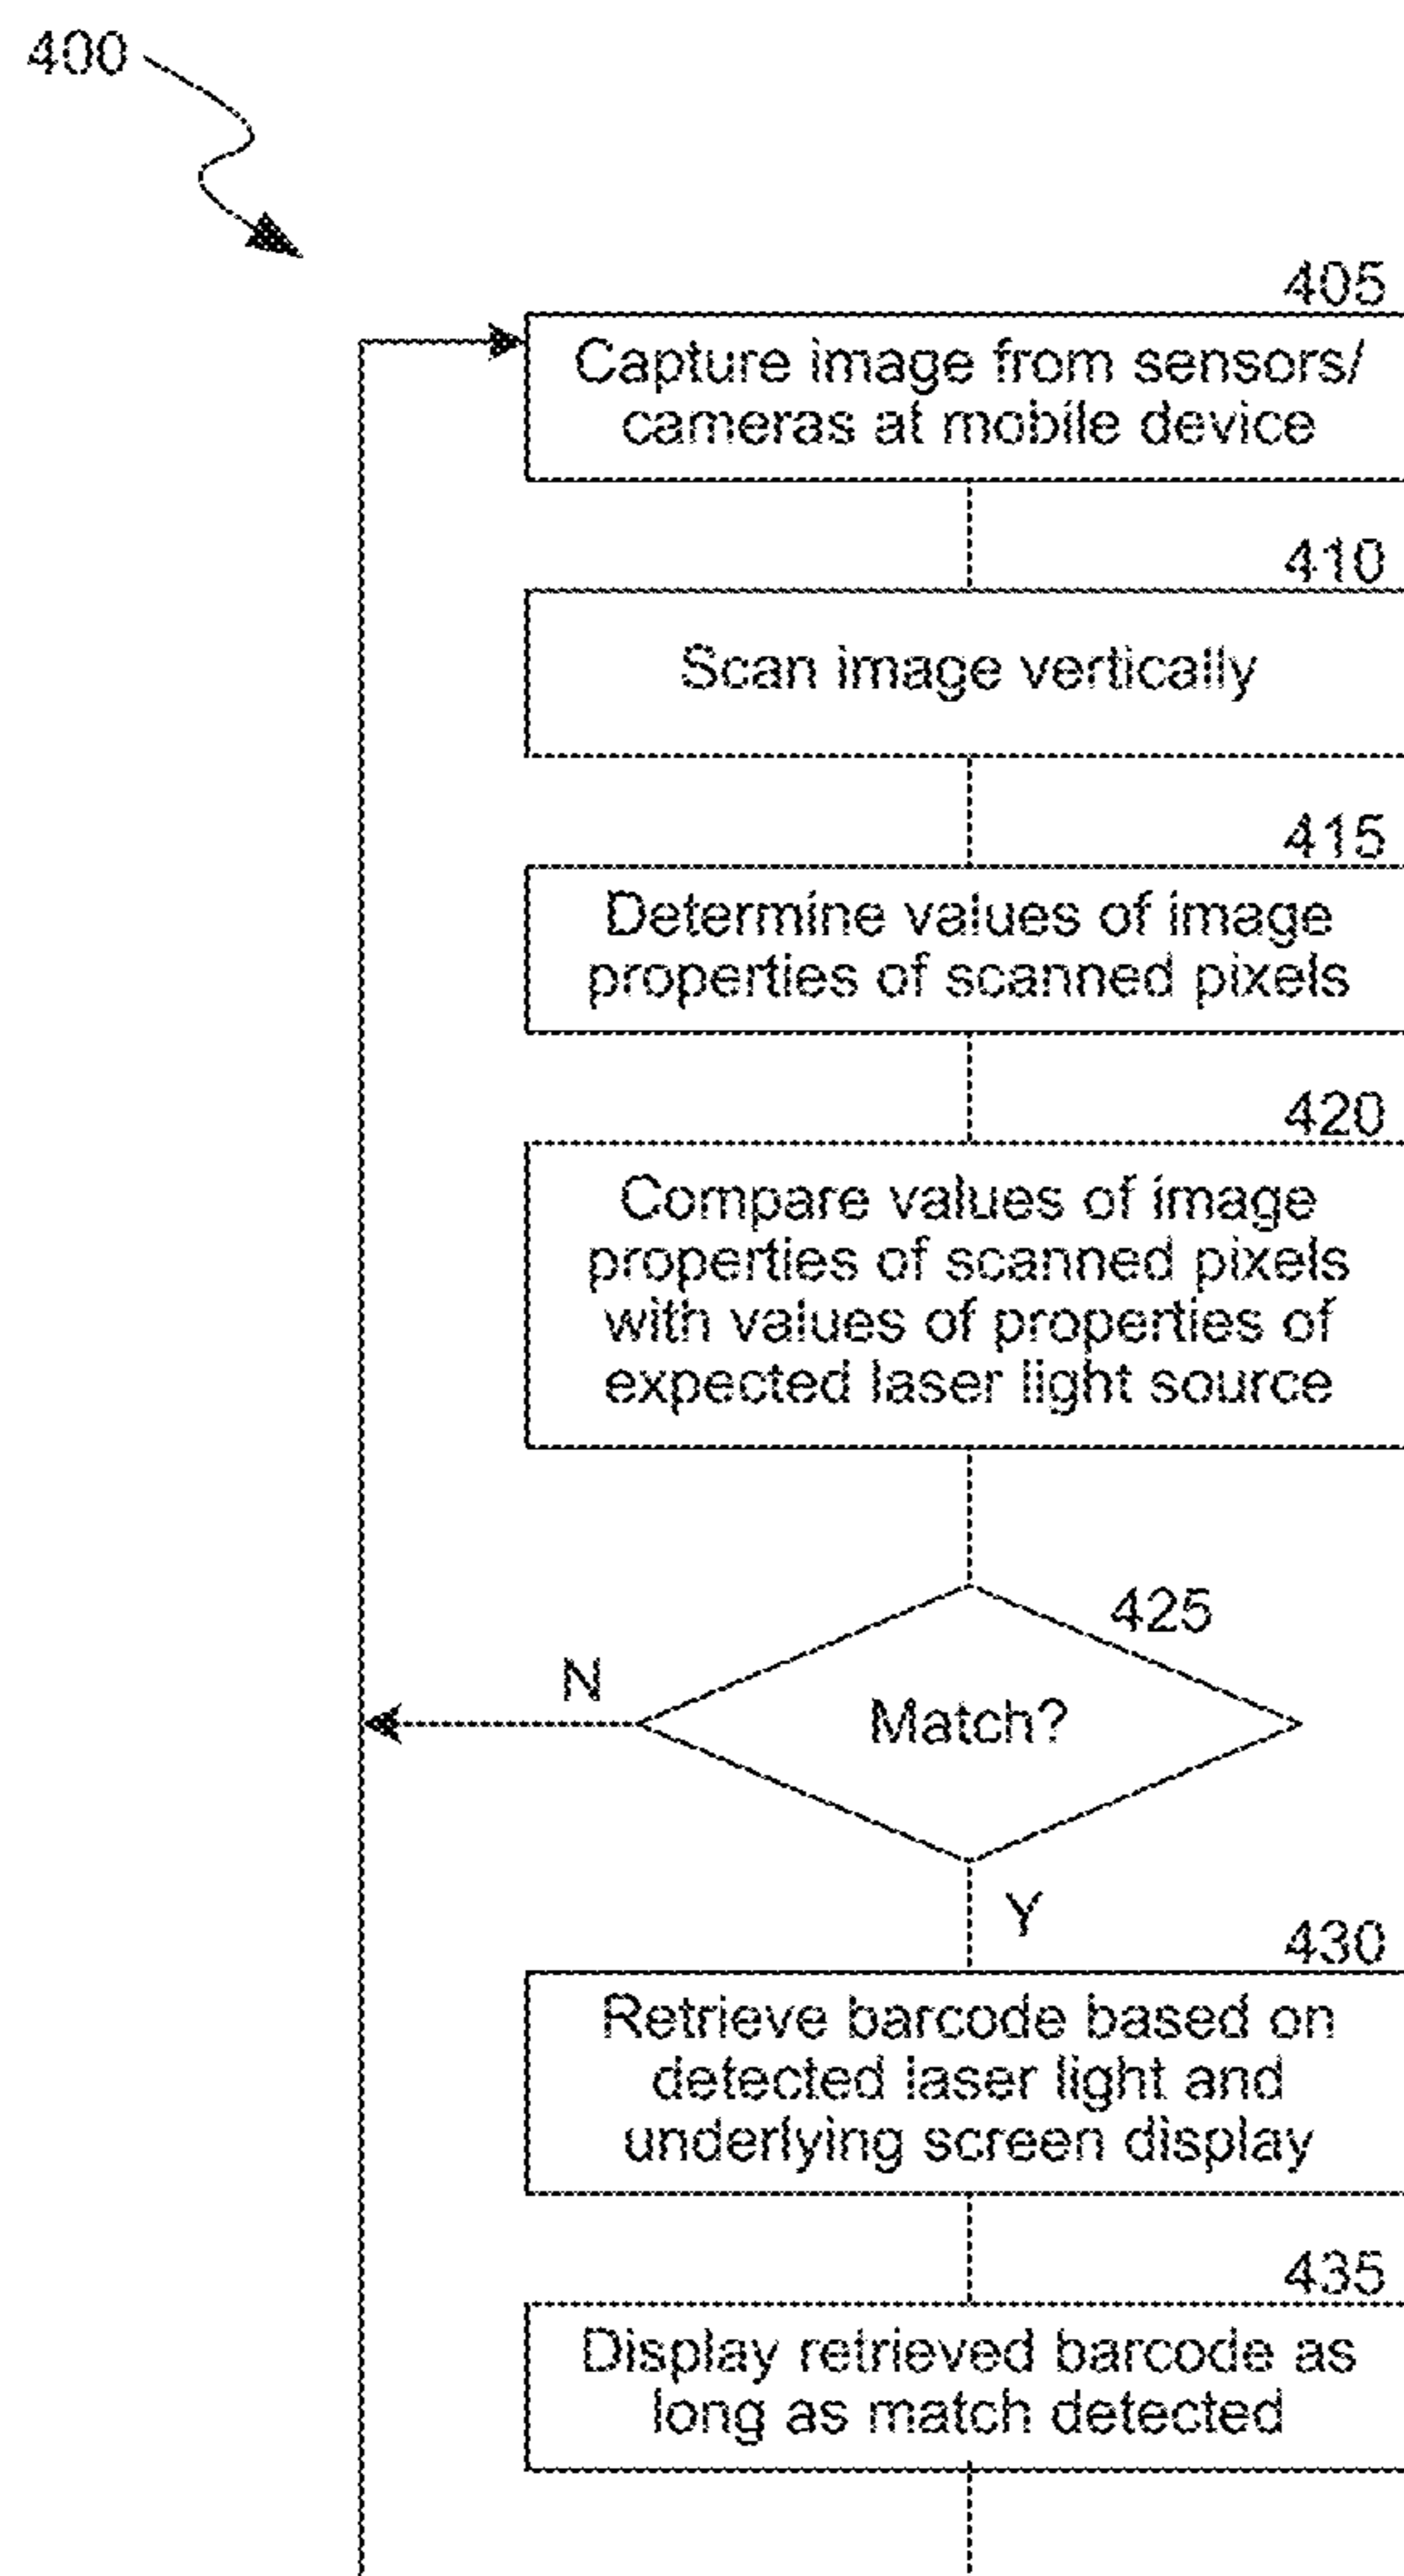 400
405
Capture image from sensors/
cameras at mobile device
410
Scan image vertically
415
Determine values of image
properties of scanned pixels
420
Compare values of image
properties of scanned pixels
with values of properties of
expected laser light source
425
Match?
N
Y
430
Retrieve barcode based on
detected laser light and
underlying screen display
435
Display retrieved barcode as
long as match detected